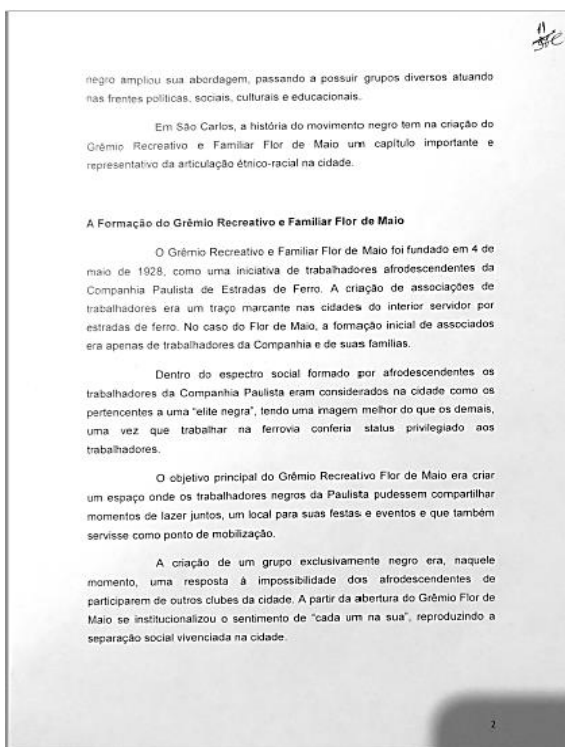 11
negro ampliou sua abordagem, passando a possuir grupos diversos atuando
nas frentes políticas, sociais, culturais e educacionais.
Em São Carlos, a história do movimento negro tem na criação do
Grêmio Recreativo e Familiar Flor de Maio um capítulo importante e
representativo da articulação étnico-racial na cidade.
A Formação do Grêmio Recreativo e Familiar Flor de Maio
O Grêmio Recreativo e Familiar Flor de Maio foi fundado em 4 de
maio de 1928, como uma iniciativa de trabalhadores afrodescendentes da
Companhia Paulista de Estradas de Ferro. A criação de associações de
trabalhadores era um traço marcante nas cidades do interior servidor por
estradas de ferro. No caso do Flor de Maio, a formação inicial de associados
era apenas de trabalhadores da Companhia e de suas famílias.
Dentro do espectro social formado por afrodescendentes os
trabalhadores da Companhia Paulista eram considerados na cidade como os
pertencentes a uma "elite negra", tendo uma imagem melhor do que os demais,
uma vez que trabalhar na ferrovia conferia status privilegiado aos
trabalhadores.
O objetivo principal do Grêmio Recreativo Flor de Maio era criar
um espaço onde os trabalhadores negros da Paulista pudessem compartilhar
momentos de lazer juntos, um local para suas festas e eventos e que também
servisse como ponto de mobilização.
A criação de um grupo exclusivamente negro era, naquele
momento, uma resposta à impossibilidade dos afrodescendentes de
participarem de outros clubes da cidade. A partir da abertura do Grêmio Flor de
Maio se institucionalizou o sentimento de "cada um na sua", reproduzindo a
separação social vivenciada na cidade.
2